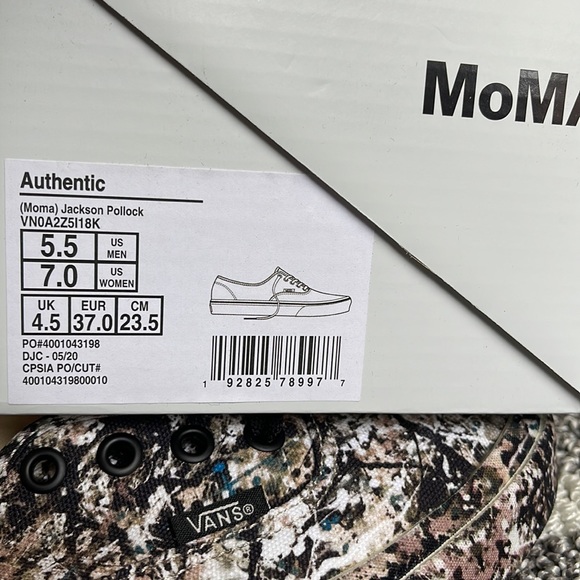 MoMA
Authentic
(Moma) Jackson Pollock
VN0A2Z5I18K
5.5 US MEN
7.0 US WOMEN
UK EUR CM
4.5 37.0 23.5
PO#4001043198
DJC - 05/20
CPSIA PO/CUT#
400104319800010
1 92825 78997 7
VANS®